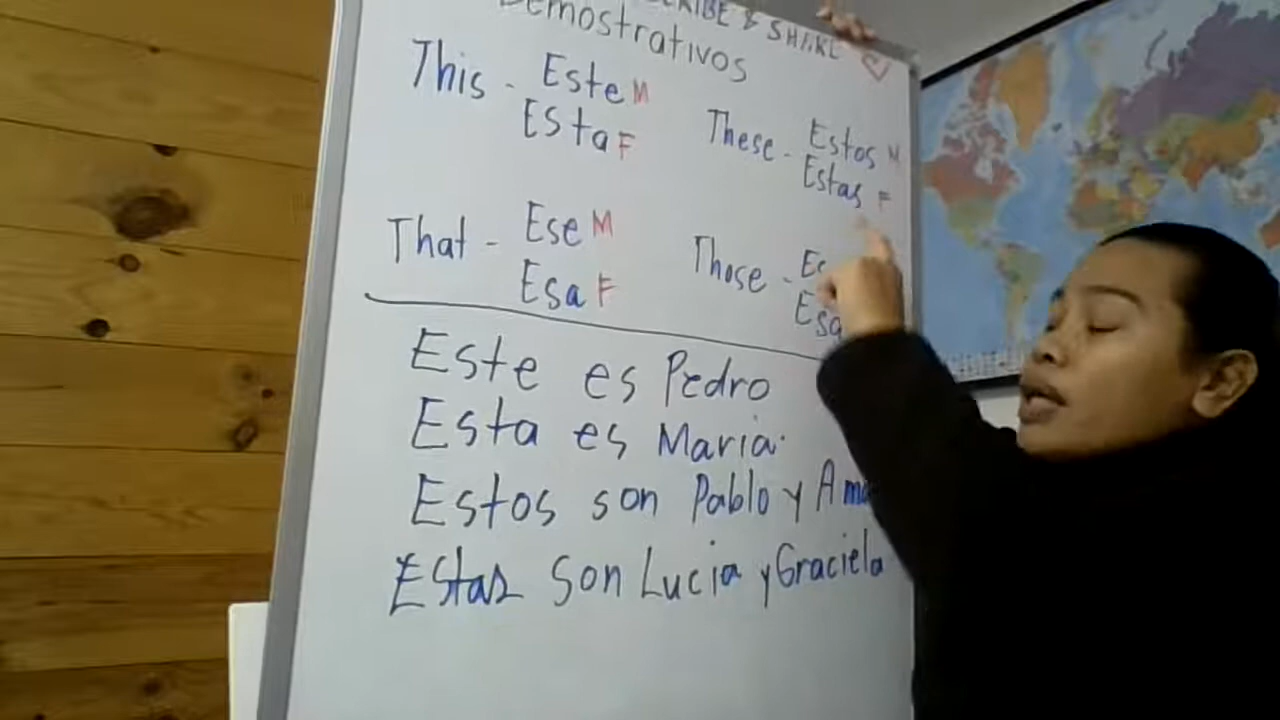 & SHARE ♡
Demostrativos
This - Este M
Esta F
These - Estos M
Estas F
That - Ese M
Esa F
Those -
Este es Pedro
Esta es Maria
Estos son Pablo y
Estas son Lucia y Graciela